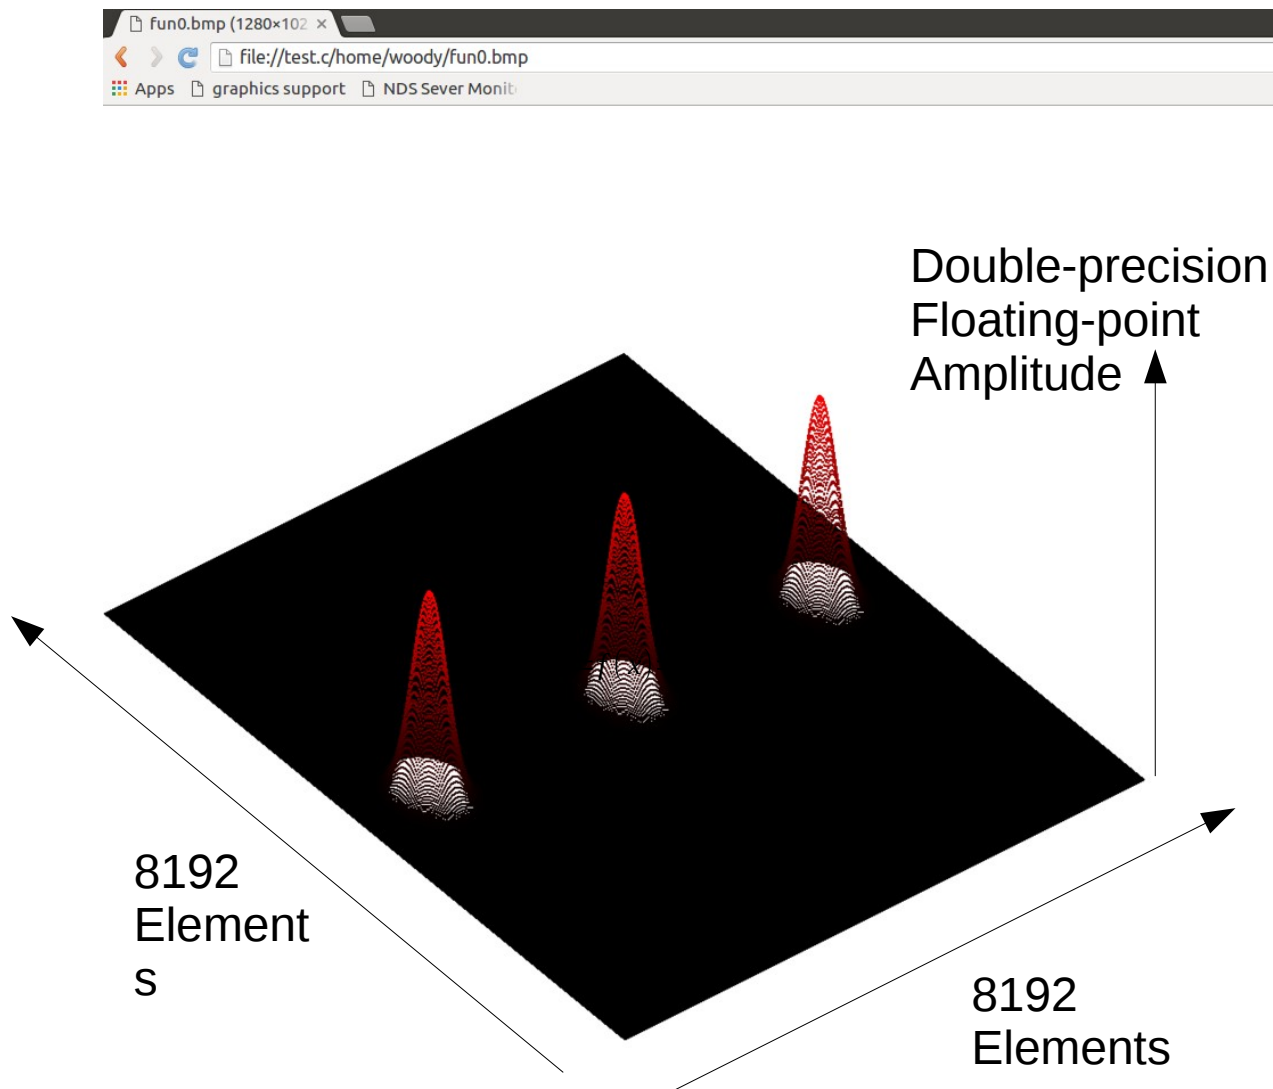 fun0.bmp (1280×102
file://test.c/home/woody/fun0.bmp
Apps graphics support NDS Sever Monit
Double-precision
Floating-point
Amplitude
8192
Element
s
8192
Elements